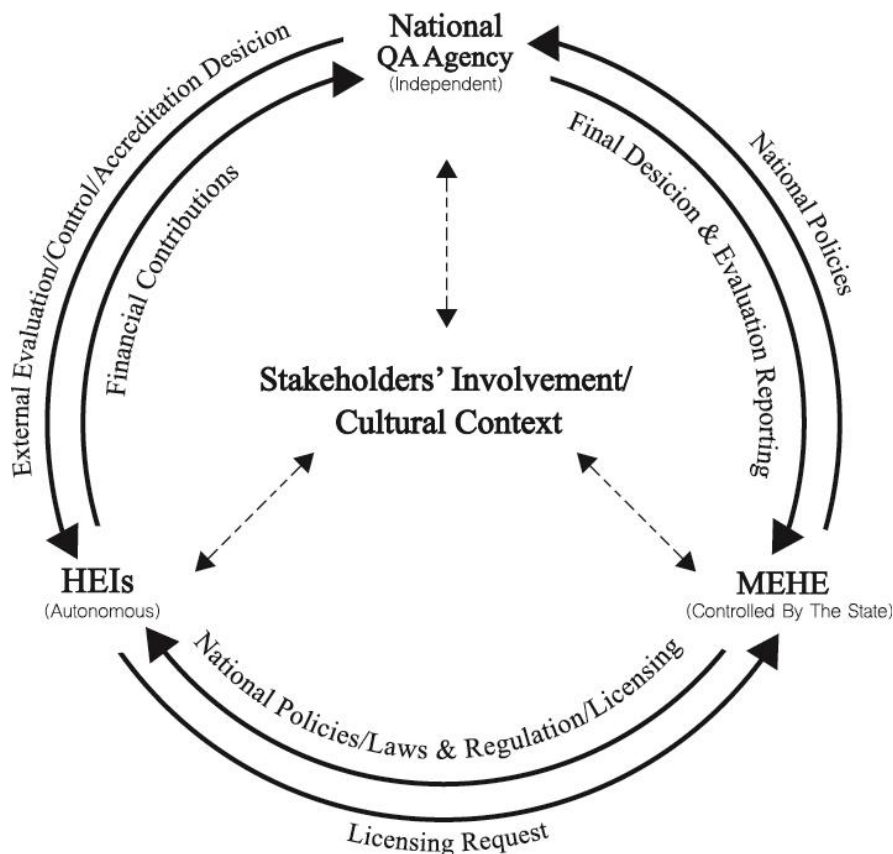 National
QA Agency
(Independent)
External Evaluation/Control/Accreditation Desicion
Financial Contributions
Final Desicion & Evaluation Reporting
National Policies
Stakeholders’ Involvement/
Cultural Context
HEIs
(Autonomous)
MEHE
(Controlled By The State)
National Policies/Laws & Regulation/Licensing
Licensing Request